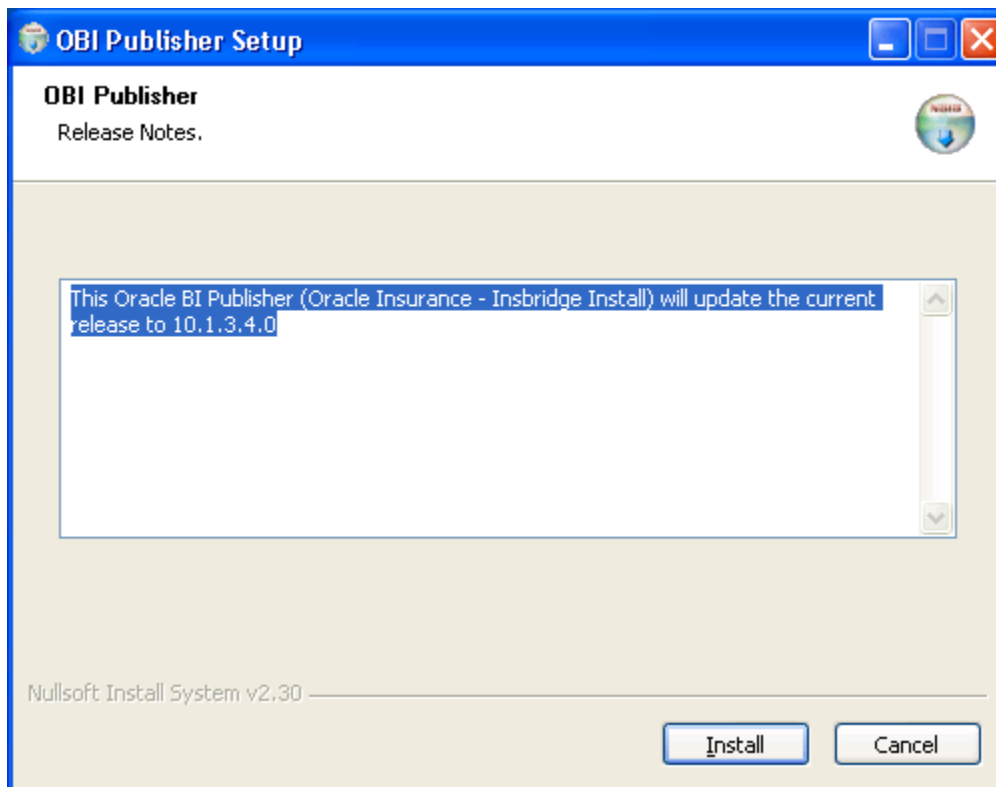 OBI Publisher Setup
OBI Publisher
Release Notes.
NSIS
This Oracle BI Publisher (Oracle Insurance - Insbridge Install) will update the current
release to 10.1.3.4.0
Nullsoft Install System v2.30
Install
Cancel